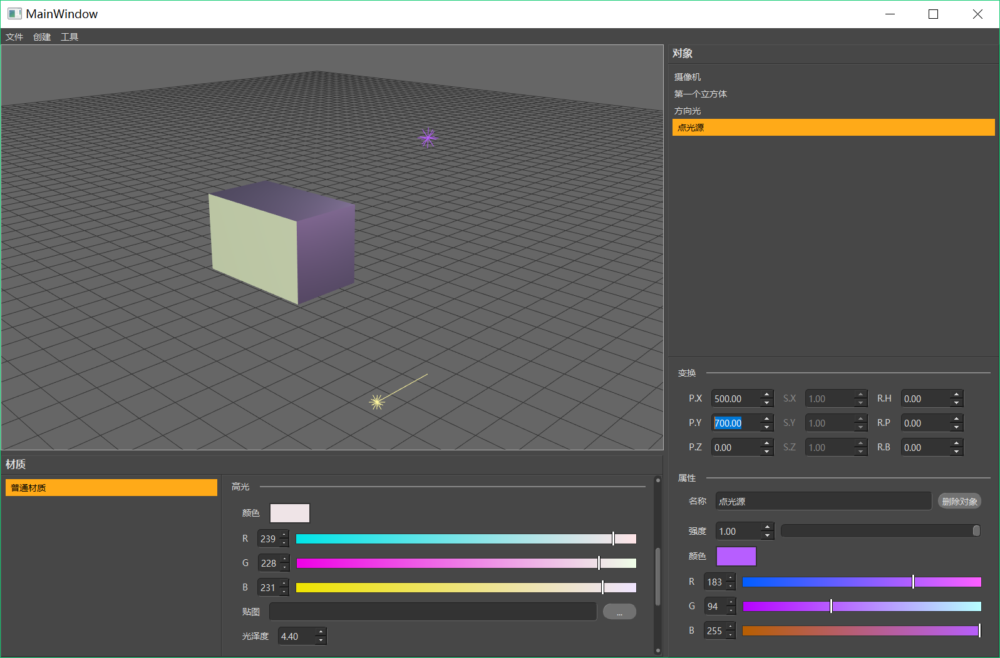 MainWindow
文件 创建 工具
对象
摄像机
第一个立方体
方向光
点光源
变换
P.X 500.00 S.X 1.00 R.H 0.00
P.Y 700.00 S.Y 1.00 R.P 0.00
P.Z 0.00 S.Z 1.00 R.B 0.00
属性
名称 点光源 删除对象
强度 1.00
颜色
R 183
G 94
B 255
材质
普通材质
高光
颜色
R 239
G 228
B 231
贴图 ...
光泽度 4.40